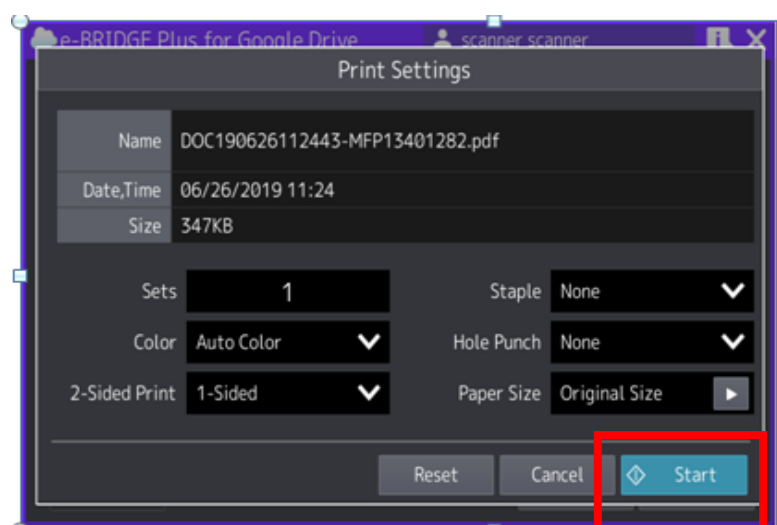 e-BRIDGE Plus for Google Drive scanner scanner
Print Settings
Name DOC190626112443-MFP13401282.pdf
Date,Time 06/26/2019 11:24
Size 347KB
Sets 1 Staple None
Color Auto Color Hole Punch None
2-Sided Print 1-Sided Paper Size Original Size
Reset Cancel Start